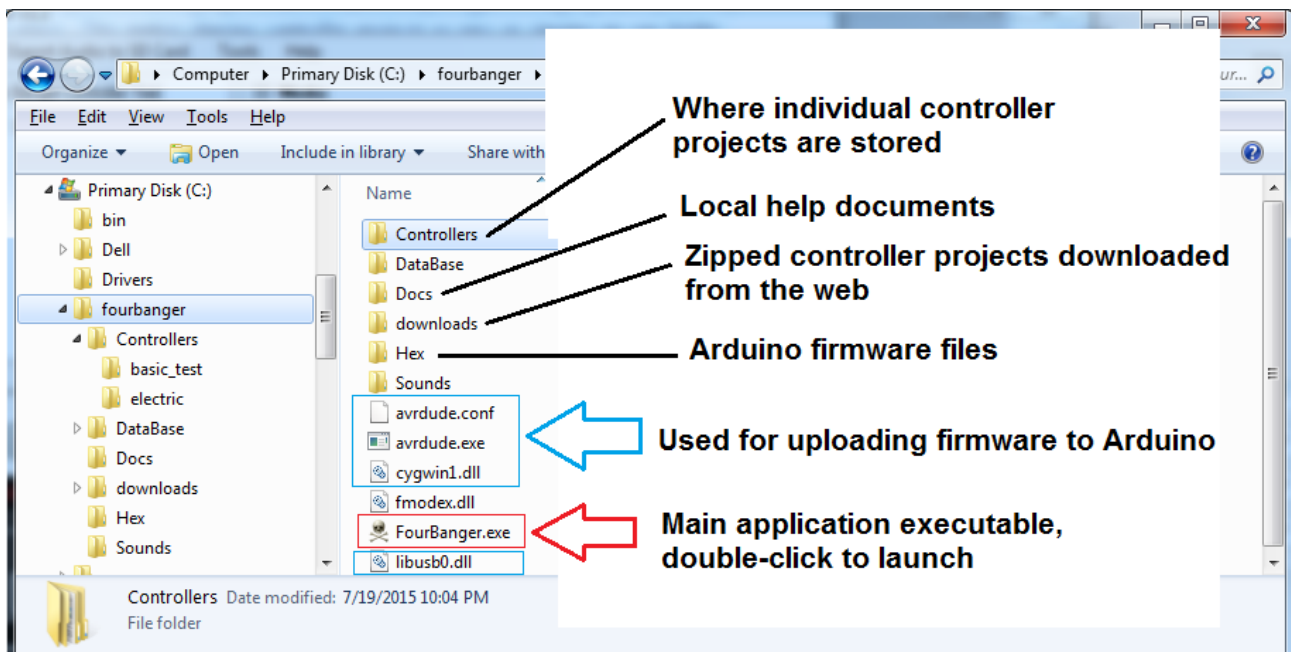 Computer ▸ Primary Disk (C:) ▸ fourbanger ▸
ur...
File Edit View Tools Help
Organize Open Include in library Share with
Primary Disk (C:)
bin
Dell
Drivers
fourbanger
Controllers
basic_test
electric
DataBase
Docs
downloads
Hex
Sounds
Name
Controllers
DataBase
Docs
downloads
Hex
Sounds
avrdude.conf
avrdude.exe
cygwin1.dll
fmodex.dll
FourBanger.exe
libusb0.dll
Where individual controller
projects are stored
Local help documents
Zipped controller projects downloaded
from the web
Arduino firmware files
Used for uploading firmware to Arduino
Main application executable,
double-click to launch
Controllers Date modified: 7/19/2015 10:04 PM
File folder